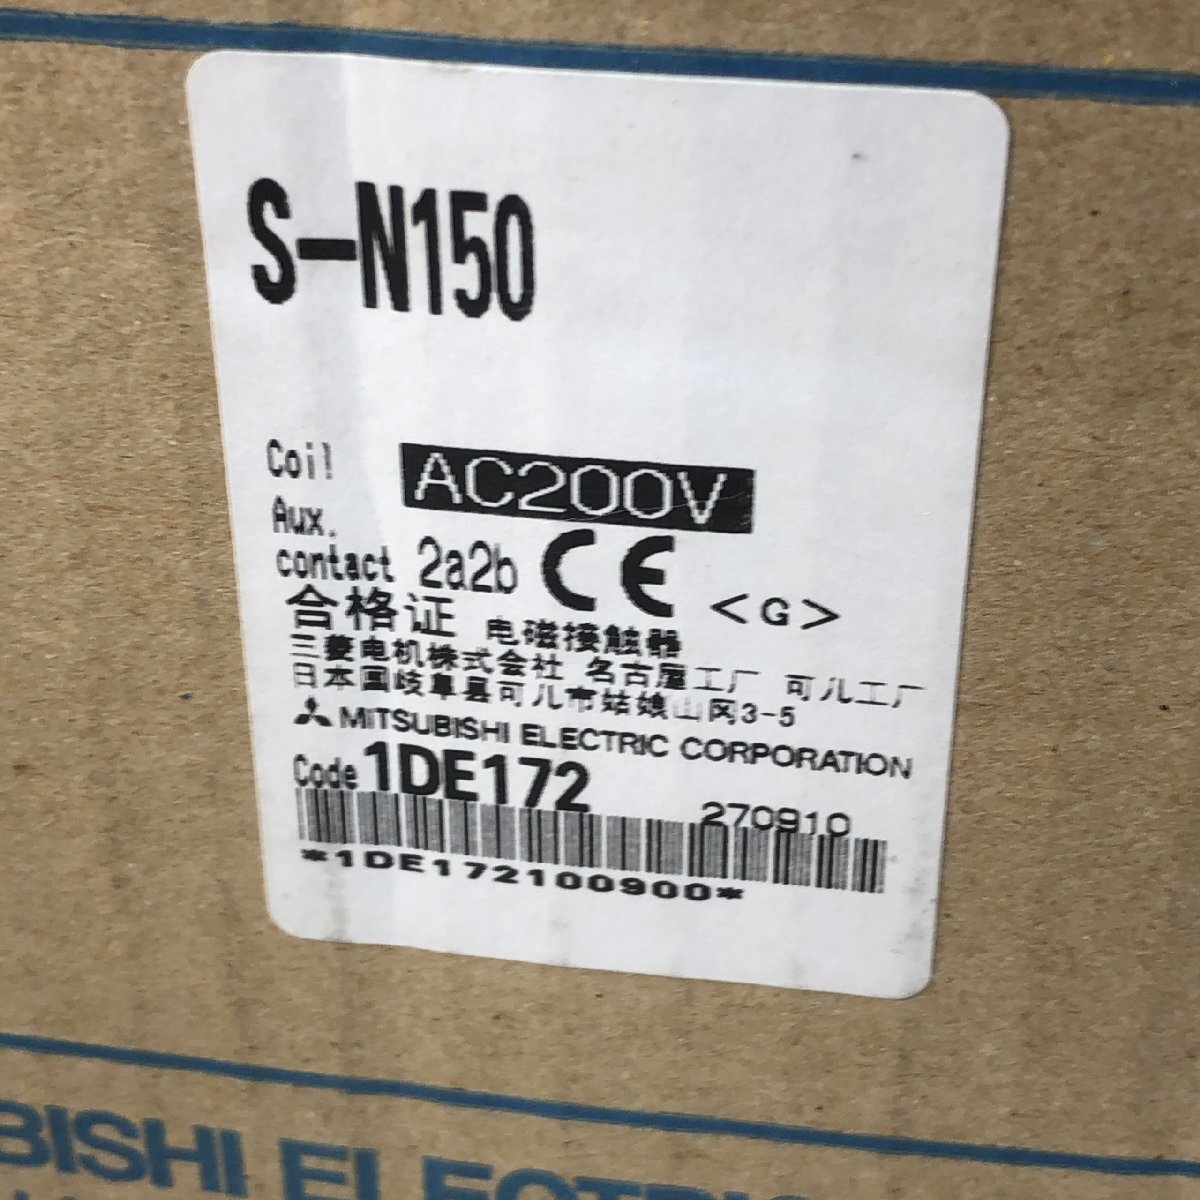 S-N150
Coil AC200V
Aux.
contact 2a2b CE <G>
合格证 电磁接触器
三菱电机株式会社 名古屋工厂 可儿工厂
日本国岐阜县可儿市姑娘山冈3-5
MITSUBISHI ELECTRIC CORPORATION
Code 1DE172 270910
*1DE172100900*
BISHI ELECTRIC